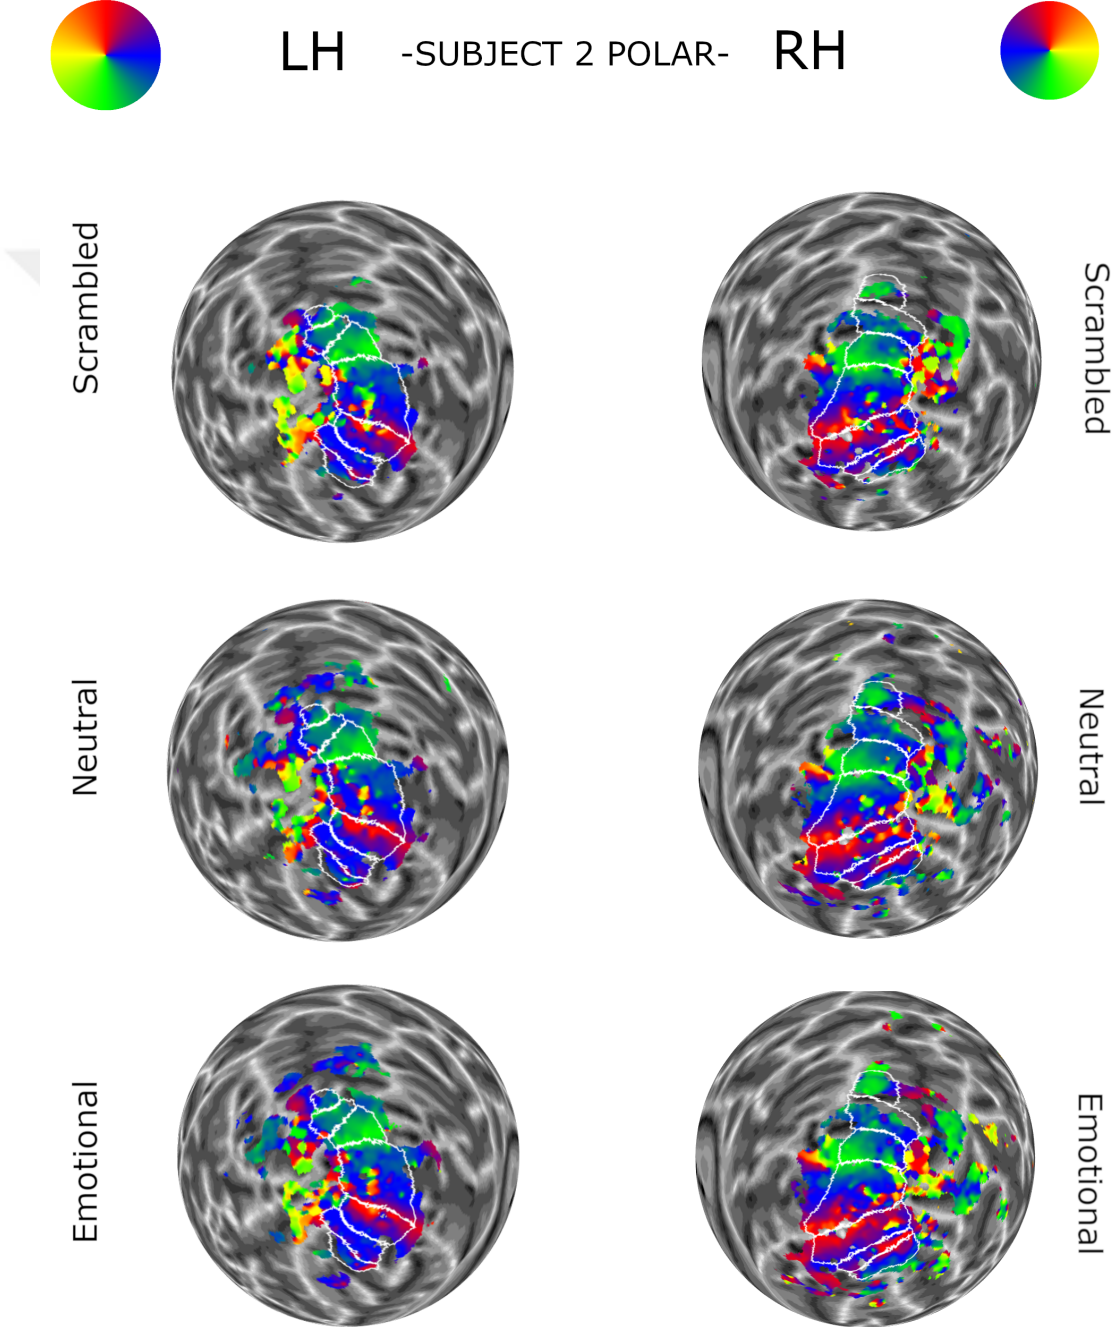 LH -SUBJECT 2 POLAR- RH
Scrambled
Scrambled
Neutral
Neutral
Emotional
Emotional